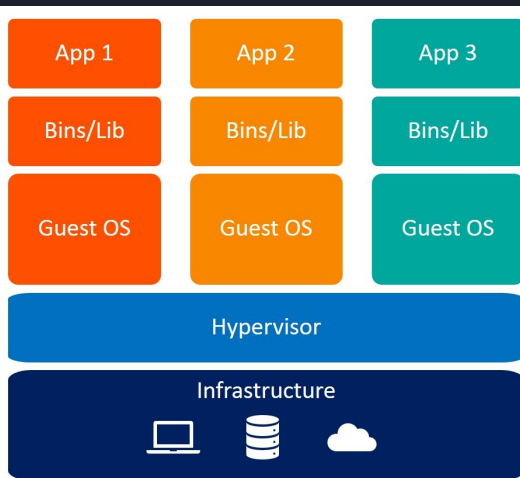 App 1
App 2
App 3
Bins/Lib
Bins/Lib
Bins/Lib
Guest OS
Guest OS
Guest OS
Hypervisor
Infrastructure